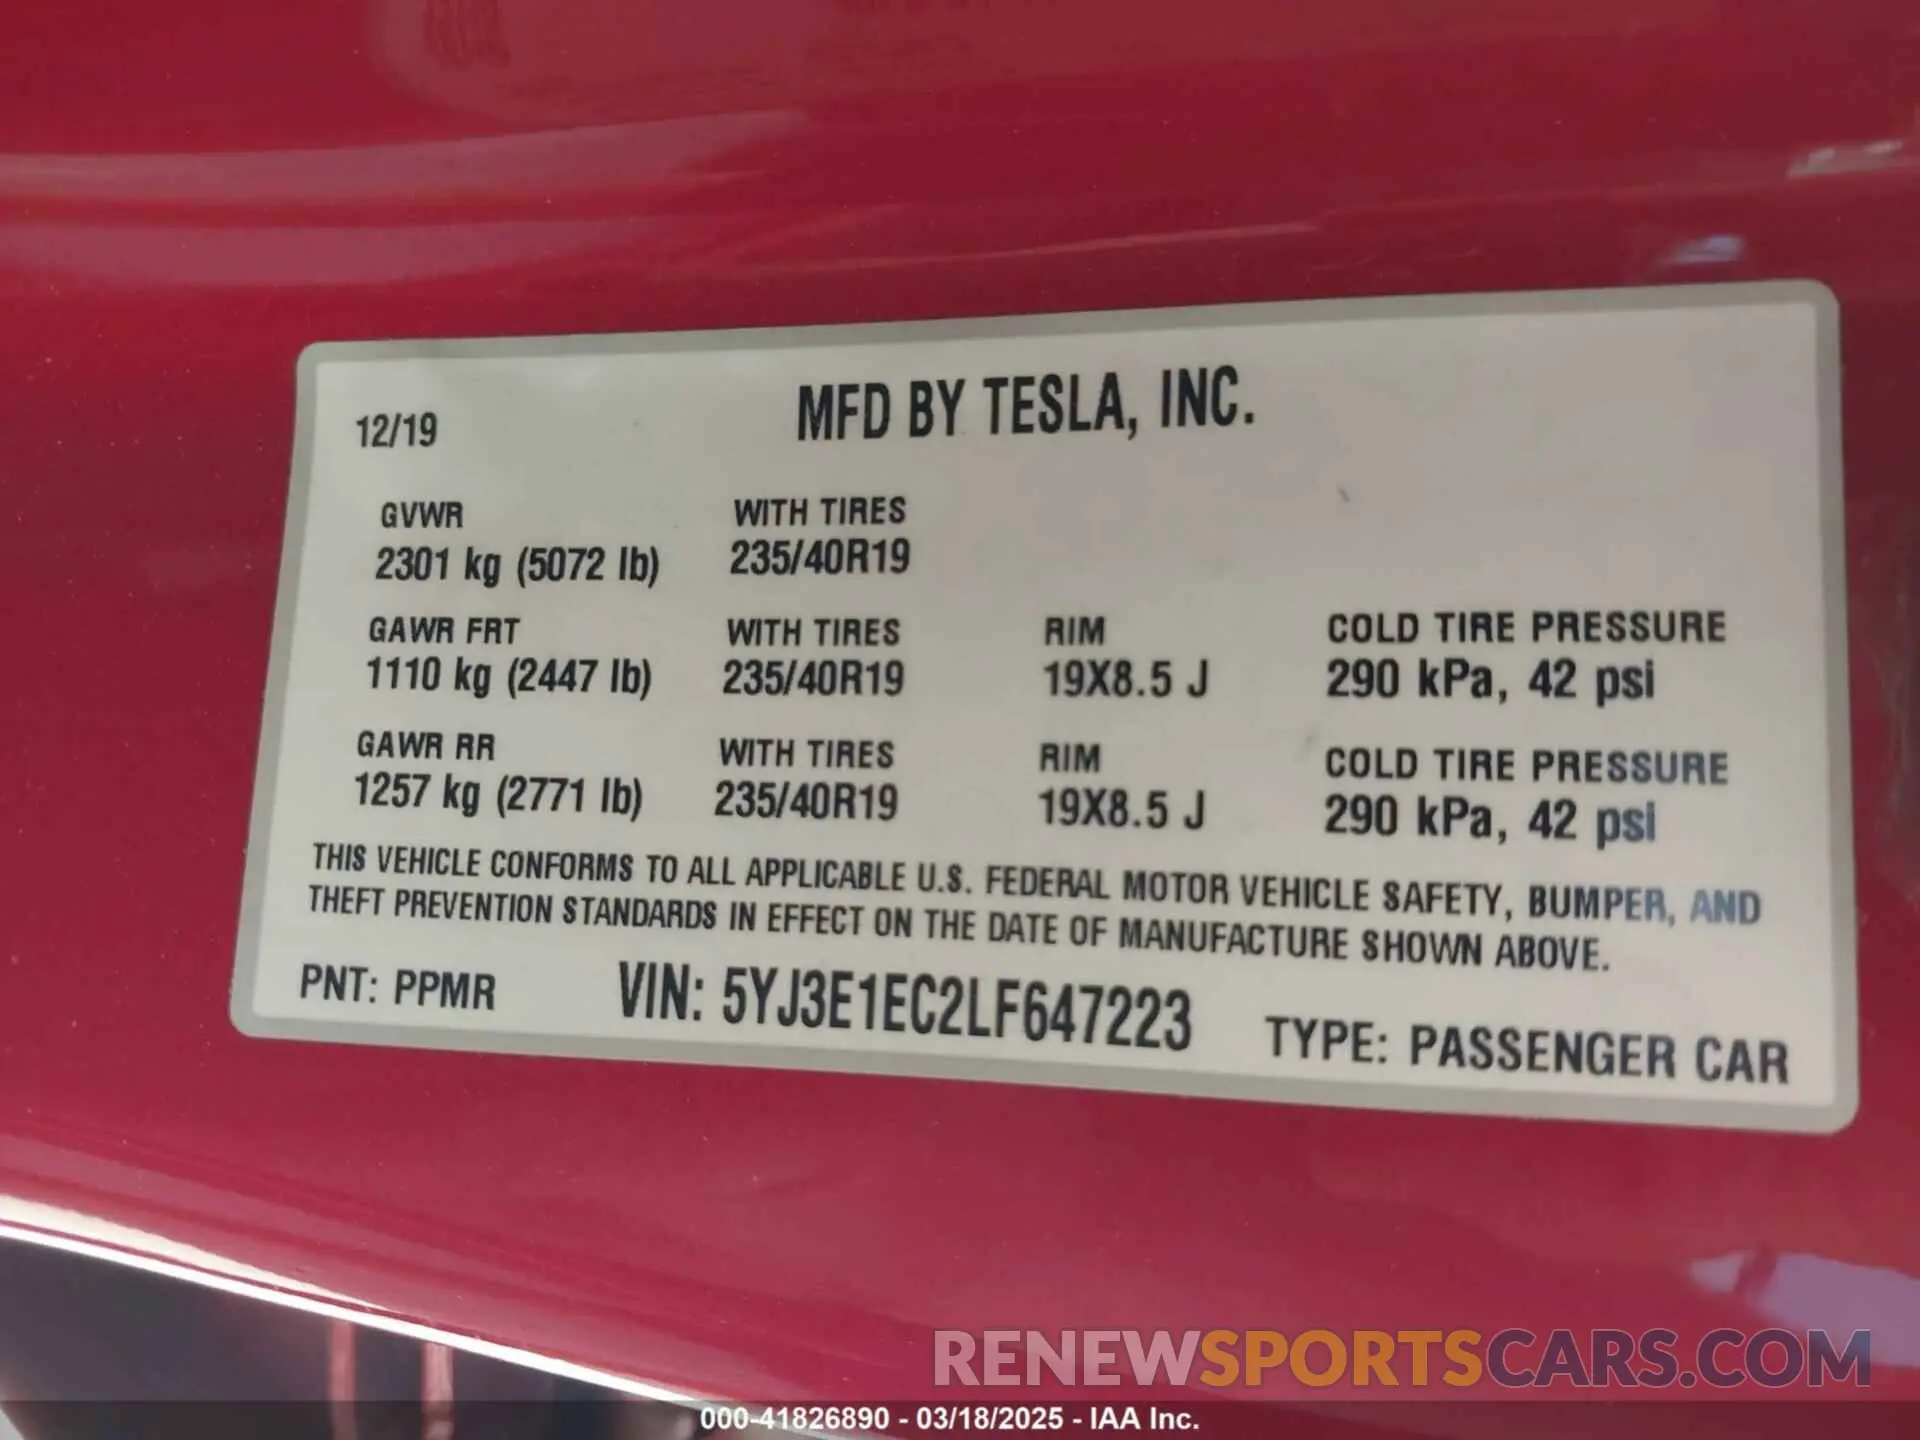 12/19
MFD BY TESLA, INC.
GVWR WITH TIRES
2301 kg (5072 lb) 235/40R19
GAWR FRT WITH TIRES RIM COLD TIRE PRESSURE
1110 kg (2447 lb) 235/40R19 19X8.5 J 290 kPa, 42 psi
GAWR RR WITH TIRES RIM COLD TIRE PRESSURE
1257 kg (2771 lb) 235/40R19 19X8.5 J 290 kPa, 42 psi
THIS VEHICLE CONFORMS TO ALL APPLICABLE U.S. FEDERAL MOTOR VEHICLE SAFETY, BUMPER, AND
THEFT PREVENTION STANDARDS IN EFFECT ON THE DATE OF MANUFACTURE SHOWN ABOVE.
PNT: PPMR VIN: 5YJ3E1EC2LF647223 TYPE: PASSENGER CAR
RENEWSPORTSCARS.COM
000-41826890 - 03/18/2025 - IAA Inc.